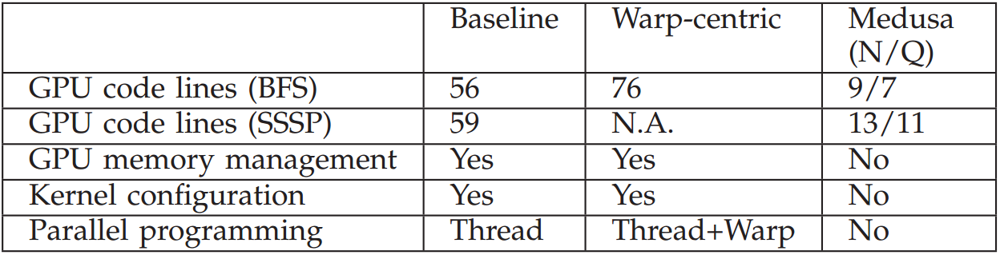 Baseline Warp-centric Medusa
(N/Q)
GPU code lines (BFS) 56 76 9/7
GPU code lines (SSSP) 59 N.A. 13/11
GPU memory management Yes Yes No
Kernel configuration Yes Yes No
Parallel programming Thread Thread+Warp No